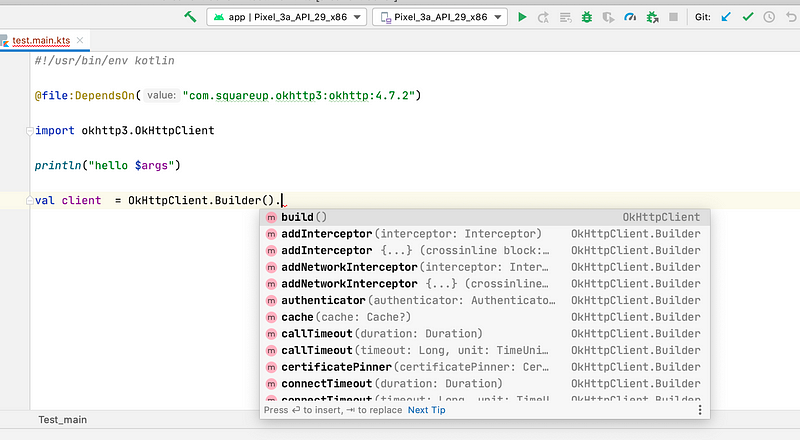 app | Pixel_3a_API_29_x86 Pixel_3a_API_29_x86 Git:
test.main.kts
#!/usr/bin/env kotlin
@file:DependsOn( value: "com.squareup.okhttp3:okhttp:4.7.2")
import okhttp3.OkHttpClient
println("hello $args")
val client  = OkHttpClient.Builder().
m build() OkHttpClient
m addInterceptor(interceptor: Interceptor) OkHttpClient.Builder
m addInterceptor {...} (crossinline block:… OkHttpClient.Builder
m addNetworkInterceptor(interceptor: Inter… OkHttpClient.Builder
m addNetworkInterceptor {...} (crossinline… OkHttpClient.Builder
m authenticator(authenticator: Authenticato… OkHttpClient.Builder
m cache(cache: Cache?) OkHttpClient.Builder
m callTimeout(duration: Duration) OkHttpClient.Builder
m callTimeout(timeout: Long, unit: TimeUni… OkHttpClient.Builder
m certificatePinner(certificatePinner: Cer… OkHttpClient.Builder
m connectTimeout(duration: Duration) OkHttpClient.Builder
m connectTimeout(timeout: Long, unit: TimeU… OkHttpClient.Builder
Press ↵ to insert, ⇥ to replace Next Tip
Test_main